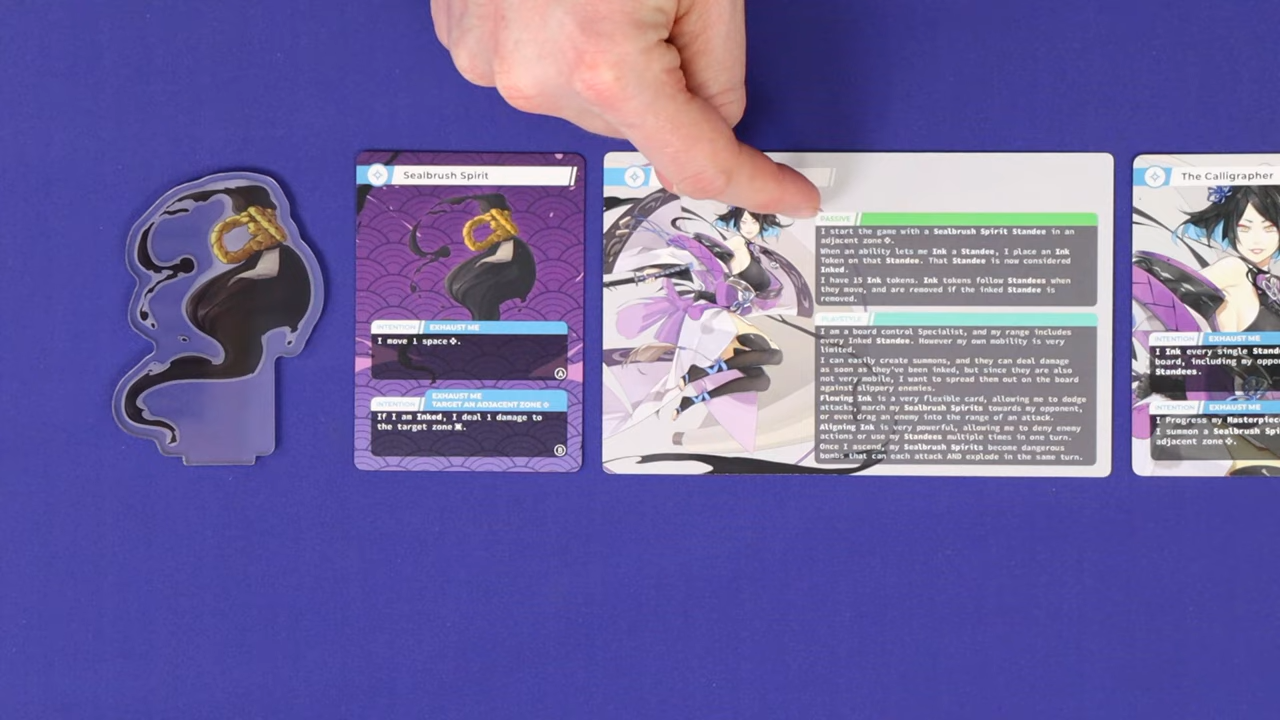 Sealbrush Spirit
INTENTION EXHAUST ME
I move 1 space
A
INTENTION EXHAUST ME
TARGET AN ADJACENT ZONE
If I am Inked, I deal 1 damage to
the target zone
B
PASSIVE
I start the game with a Sealbrush Spirit Standee in an
adjacent zone
When an ability lets me Ink a Standee, I place an Ink
Token on that Standee. That Standee is now considered
Inked.
I have 15 Ink tokens. Ink tokens follow Standees when
they move, and are removed if the inked Standee is
removed.
PLAYSTYLE
I am a board control Specialist, and my range includes
every Inked Standee. However my own mobility is very
limited.
I can easily create summons, and they can deal damage
as soon as they've been inked, but since they are also
not very mobile, I want to spread them out on the board
against slippery enemies.
Flowing Ink is a very flexible card, allowing me to dodge
attacks, march my Sealbrush Spirits towards my opponent,
or even drag an enemy into the range of an attack.
Aligning Ink is very powerful, allowing me to deny enemy
actions or use my Standees multiple times in one turn.
Once I ascend, my Sealbrush Spirits become dangerous
bombs that can each attack AND explode in the same turn.
The Calligrapher
INTENTION EXHAUST ME
I Ink every single Stand
board, including my oppo
Standees.
INTENTION EXHAUST ME
I Progress my Masterpiec
I summon a Sealbrush Spi
adjacent zone